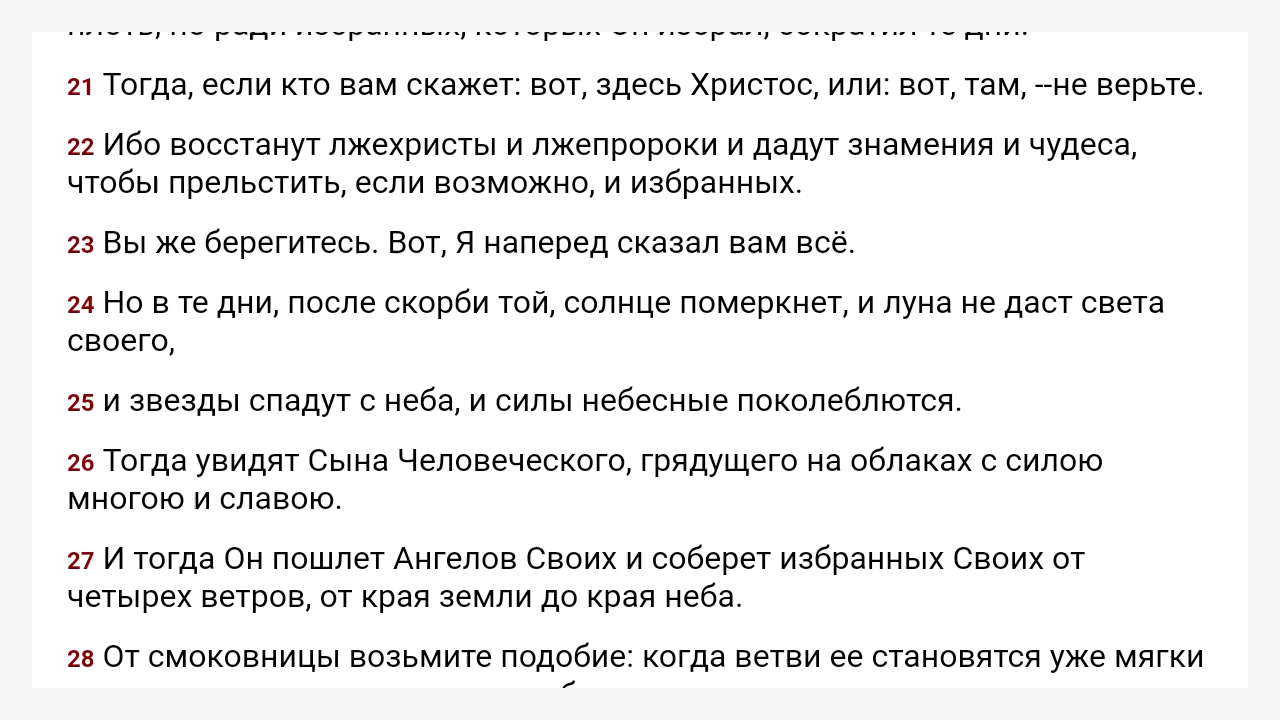 21 Тогда, если кто вам скажет: вот, здесь Христос, или: вот, там, --не верьте.
22 Ибо восстанут лжехристы и лжепророки и дадут знамения и чудеса,
чтобы прельстить, если возможно, и избранных.
23 Вы же берегитесь. Вот, Я наперед сказал вам всё.
24 Но в те дни, после скорби той, солнце померкнет, и луна не даст света
своего,
25 и звезды спадут с неба, и силы небесные поколеблются.
26 Тогда увидят Сына Человеческого, грядущего на облаках с силою
многою и славою.
27 И тогда Он пошлет Ангелов Своих и соберет избранных Своих от
четырех ветров, от края земли до края неба.
28 От смоковницы возьмите подобие: когда ветви ее становятся уже мягки